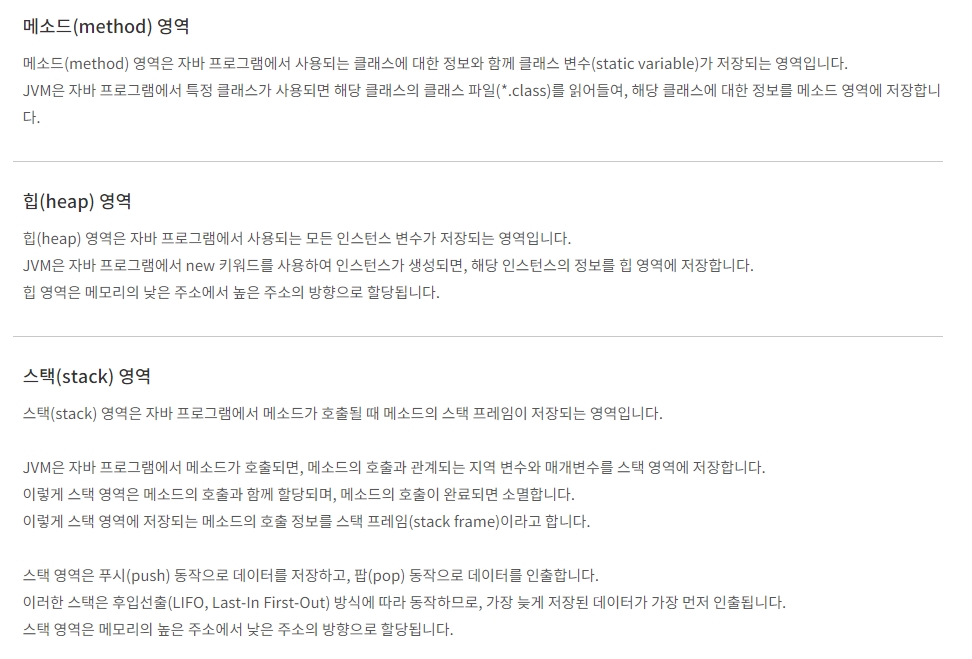 메소드(method) 영역
메소드(method) 영역은 자바 프로그램에서 사용되는 클래스에 대한 정보와 함께 클래스 변수(static variable)가 저장되는 영역입니다.
JVM은 자바 프로그램에서 특정 클래스가 사용되면 해당 클래스의 클래스 파일(*.class)를 읽어들여, 해당 클래스에 대한 정보를 메소드 영역에 저장합니
다.
힙(heap) 영역
힙(heap) 영역은 자바 프로그램에서 사용되는 모든 인스턴스 변수가 저장되는 영역입니다.
JVM은 자바 프로그램에서 new 키워드를 사용하여 인스턴스가 생성되면, 해당 인스턴스의 정보를 힙 영역에 저장합니다.
힙 영역은 메모리의 낮은 주소에서 높은 주소의 방향으로 할당됩니다.
스택(stack) 영역
스택(stack) 영역은 자바 프로그램에서 메소드가 호출될 때 메소드의 스택 프레임이 저장되는 영역입니다.
JVM은 자바 프로그램에서 메소드가 호출되면, 메소드의 호출과 관계되는 지역 변수와 매개변수를 스택 영역에 저장합니다.
이렇게 스택 영역은 메소드의 호출과 함께 할당되며, 메소드의 호출이 완료되면 소멸합니다.
이렇게 스택 영역에 저장되는 메소드의 호출 정보를 스택 프레임(stack frame)이라고 합니다.
스택 영역은 푸시(push) 동작으로 데이터를 저장하고, 팝(pop) 동작으로 데이터를 인출합니다.
이러한 스택은 후입선출(LIFO, Last-In First-Out) 방식에 따라 동작하므로, 가장 늦게 저장된 데이터가 가장 먼저 인출됩니다.
스택 영역은 메모리의 높은 주소에서 낮은 주소의 방향으로 할당됩니다.